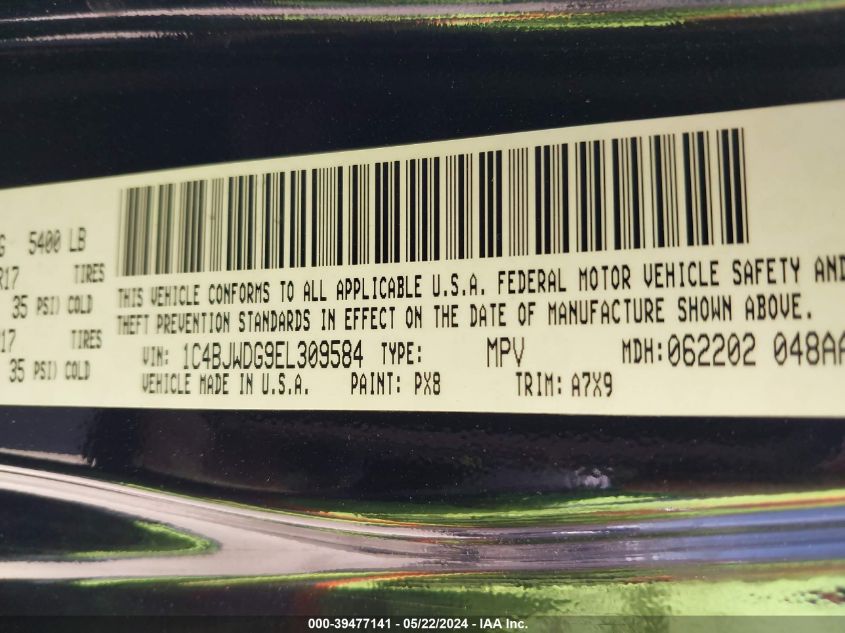 5400 LB
R17 TIRES
35 PSI) COLD
R17 TIRES
35 PSI) COLD
THIS VEHICLE CONFORMS TO ALL APPLICABLE U.S.A. FEDERAL MOTOR VEHICLE SAFETY AND
THEFT PREVENTION STANDARDS IN EFFECT ON THE DATE OF MANUFACTURE SHOWN ABOVE.
VIN: 1C4BJWDG9EL309584 TYPE: MPV MDH:062202 048AA
VEHICLE MADE IN U.S.A. PAINT: PX8 TRIM: A7X9
000-39477141 - 05/22/2024 - IAA Inc.